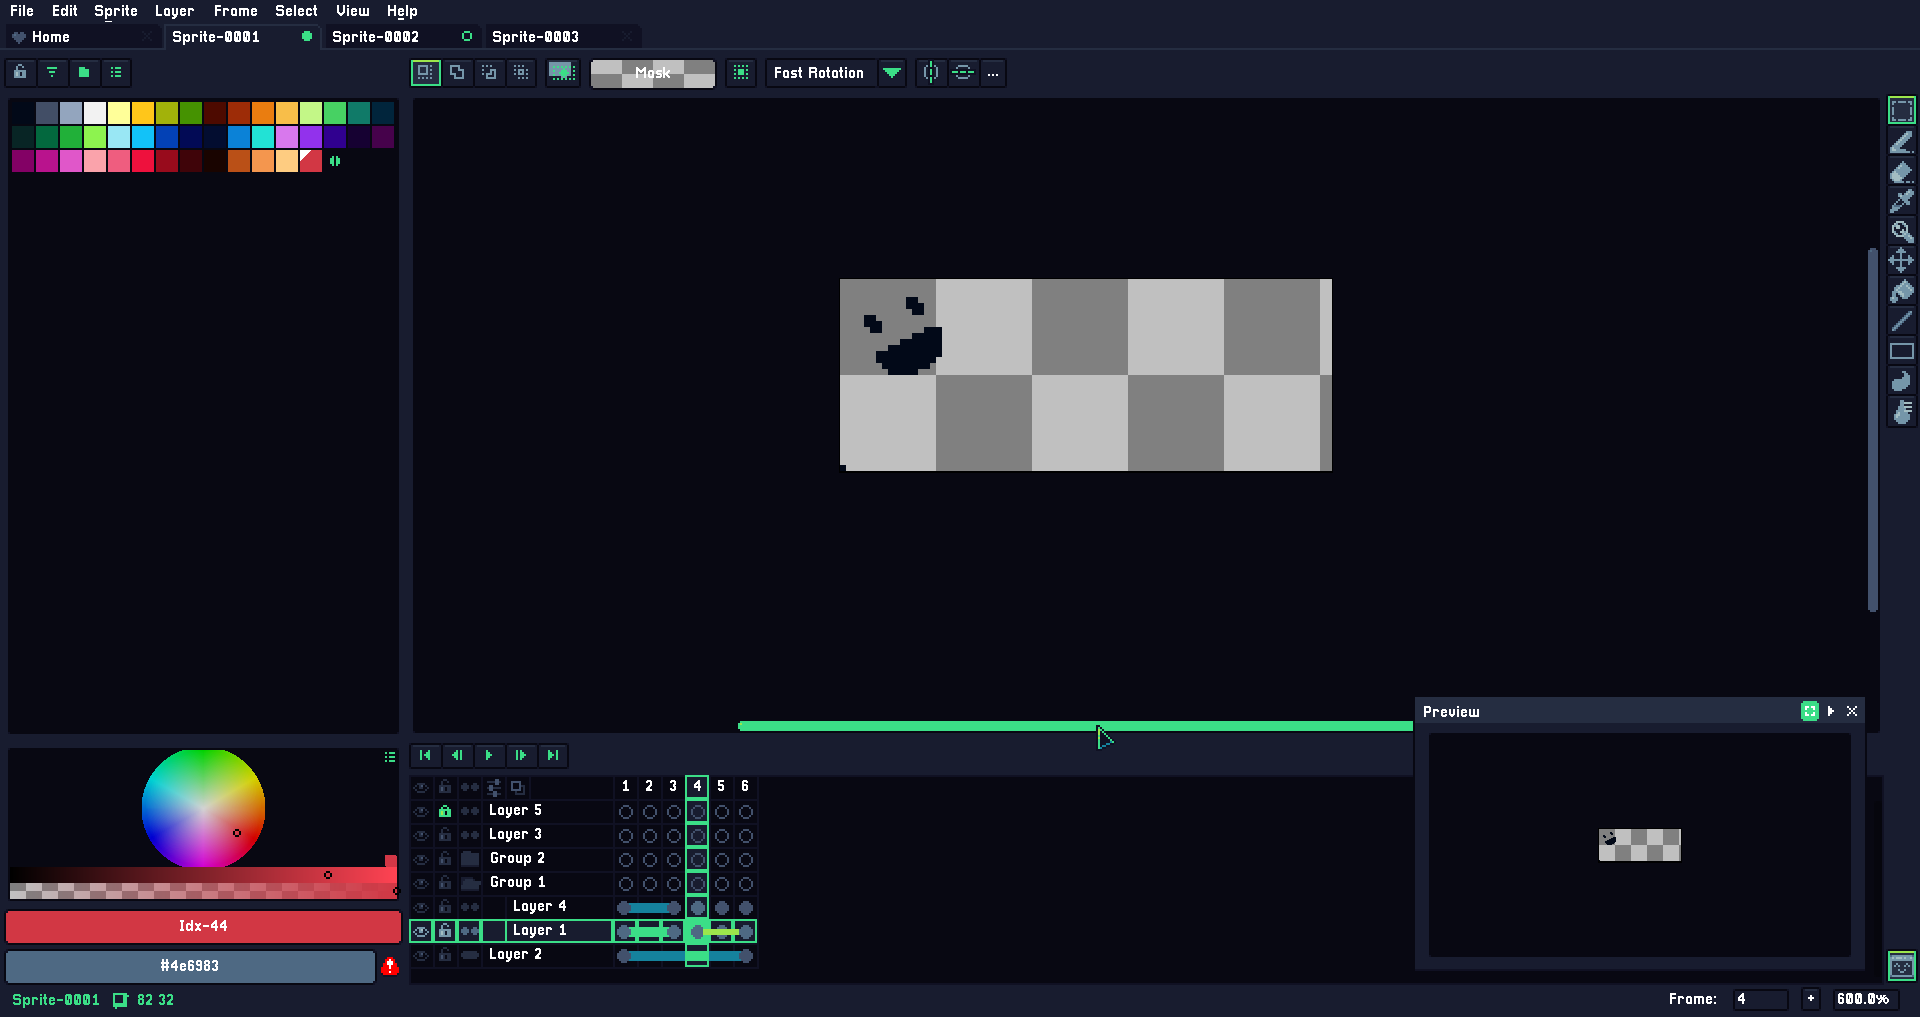 File Edit Sprite Layer Frame Select View Help
Home Sprite-0001 Sprite-0002 Sprite-0003
Mask Fast Rotation ...
Preview
1 2 3 4 5 6
Layer 5
Layer 3
Group 2
Group 1
Layer 4
Layer 1
Layer 2
Idx-44
#4e6983
Sprite-0001 82 32 Frame: 4 + 600.0%